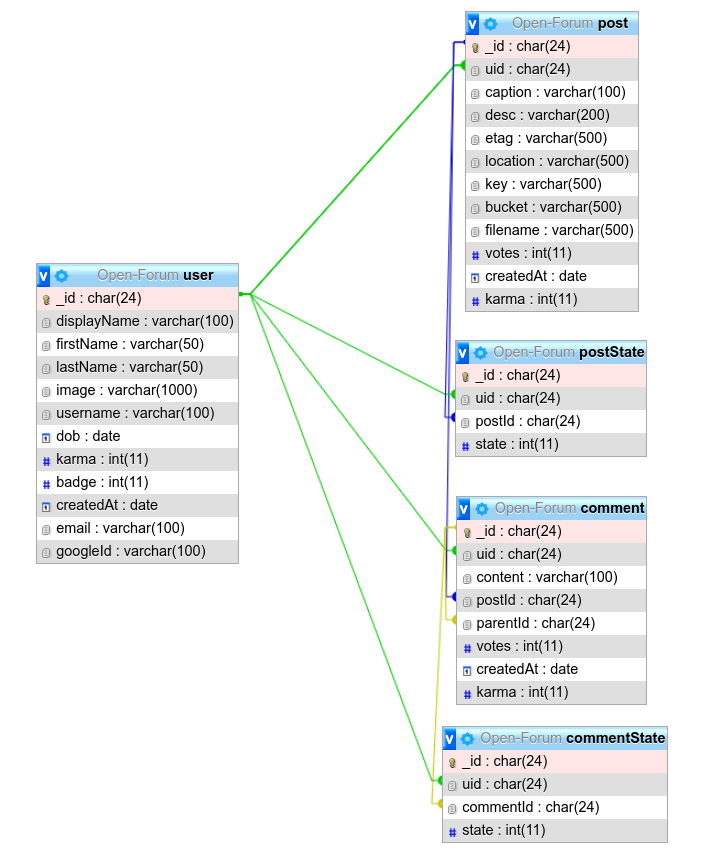 v Open-Forum post
_id : char(24)
uid : char(24)
caption : varchar(100)
desc : varchar(200)
etag : varchar(500)
location : varchar(500)
key : varchar(500)
bucket : varchar(500)
filename : varchar(500)
# votes : int(11)
createdAt : date
# karma : int(11)
v Open-Forum user
_id : char(24)
displayName : varchar(100)
firstName : varchar(50)
lastName : varchar(50)
image : varchar(1000)
username : varchar(100)
dob : date
# karma : int(11)
# badge : int(11)
createdAt : date
email : varchar(100)
googleId : varchar(100)
v Open-Forum postState
_id : char(24)
uid : char(24)
postId : char(24)
# state : int(11)
v Open-Forum comment
_id : char(24)
uid : char(24)
content : varchar(100)
postId : char(24)
parentId : char(24)
# votes : int(11)
createdAt : date
# karma : int(11)
v Open-Forum commentState
_id : char(24)
uid : char(24)
commentId : char(24)
# state : int(11)